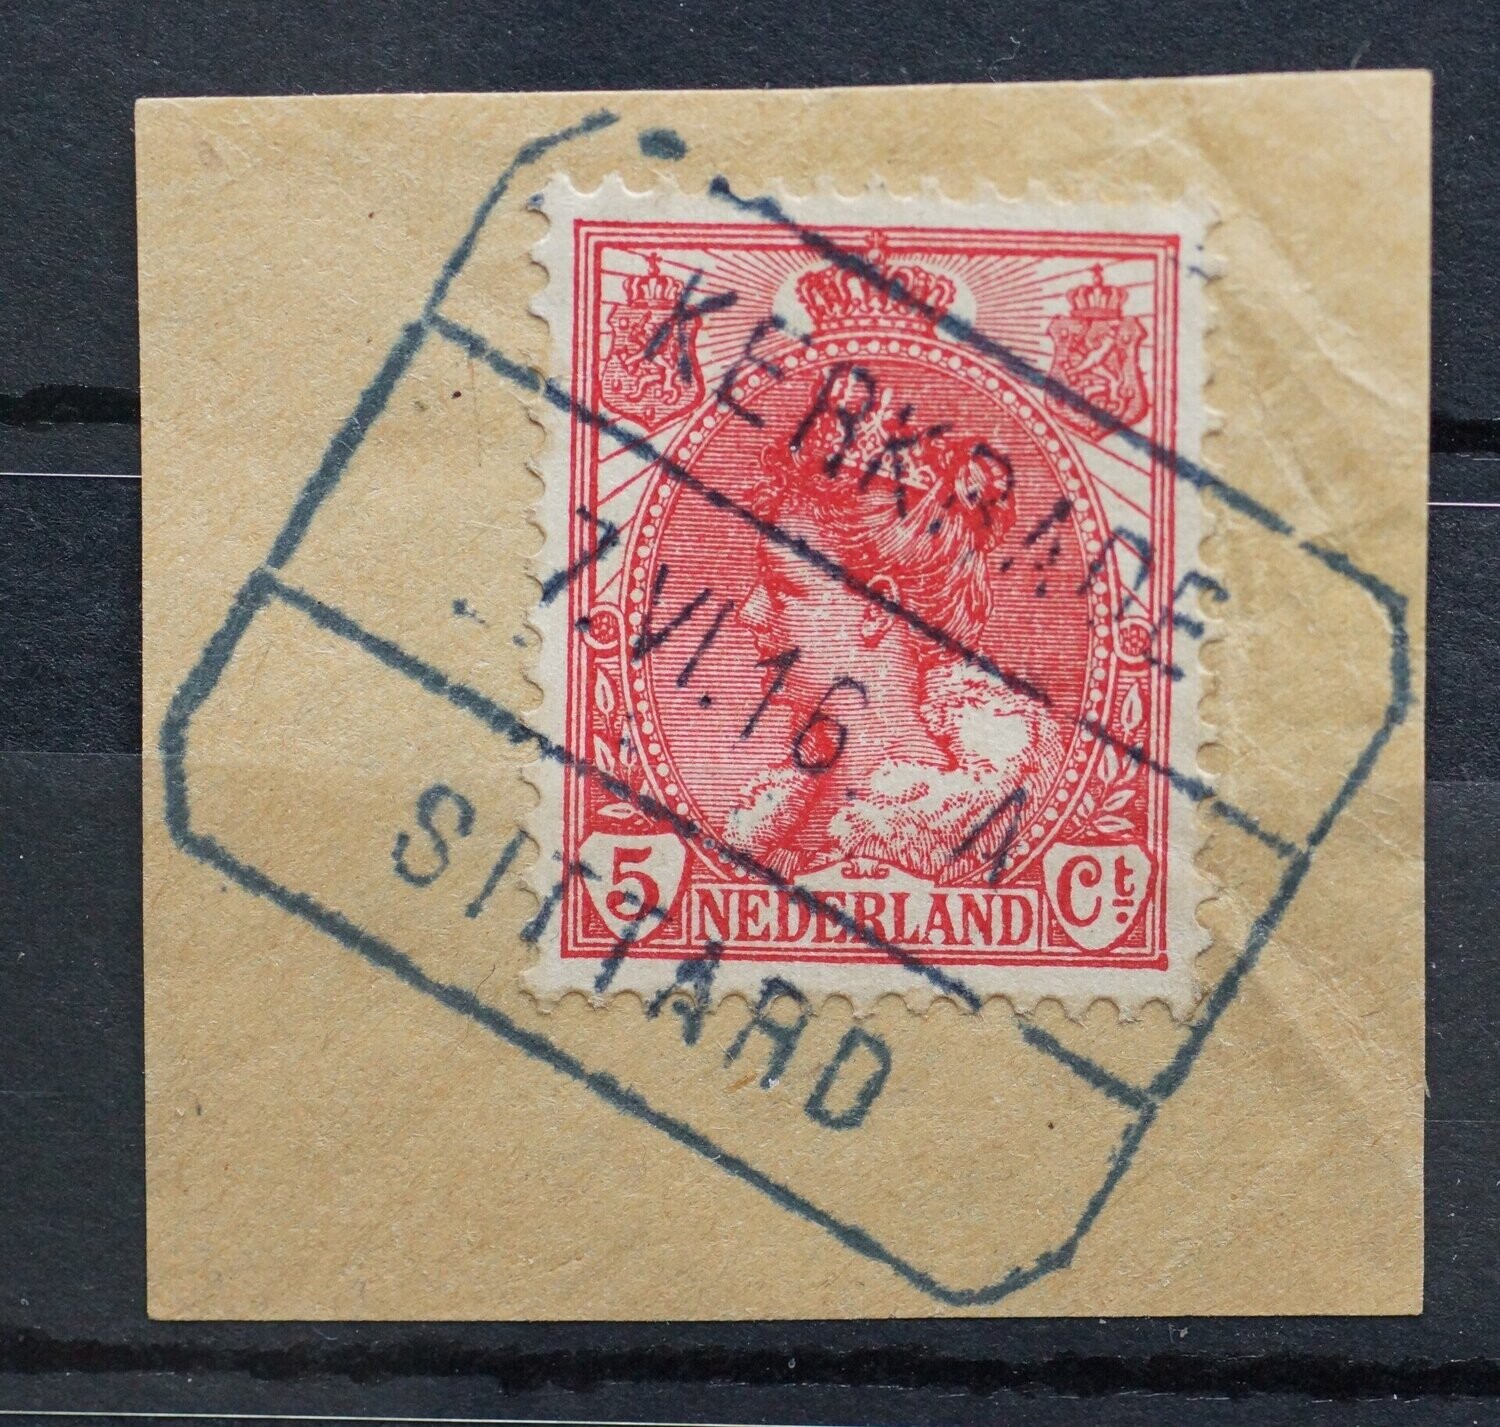 KERKRADE
7.VI.16. N
SITTARD
5 NEDERLAND Ct.